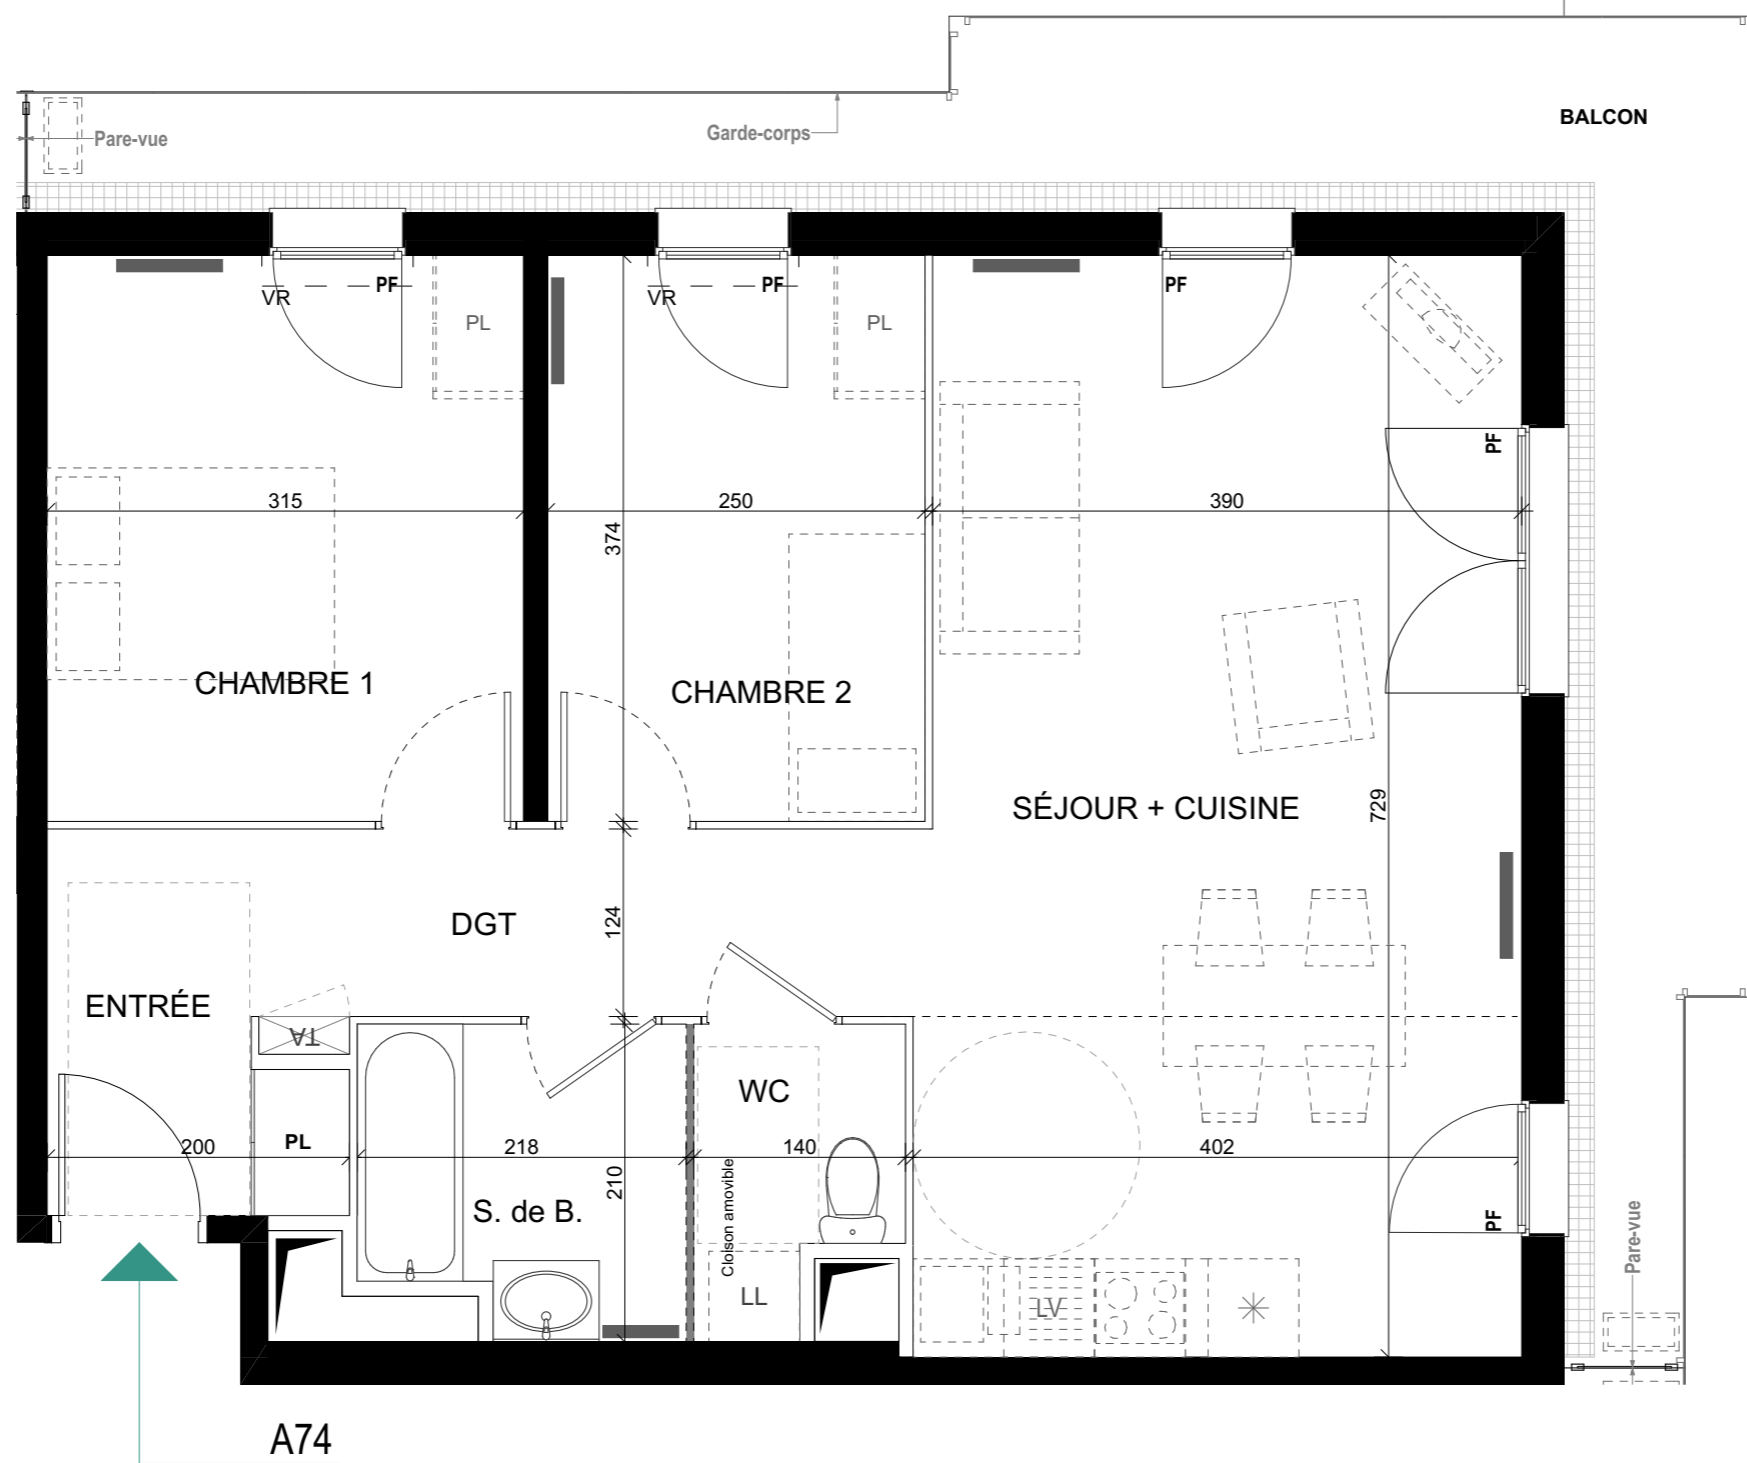 BALCON
Pare-vue
Garde-corps
VR
PF
PL
VR
PF
PL
PF
PF
315
250
390
374
CHAMBRE 1
CHAMBRE 2
SÉJOUR + CUISINE
729
DGT
124
ENTRÉE
TA
WC
200
PL
218
140
402
210
Cloison amovible
S. de B.
PF
Pare-vue
LL
LV
A74